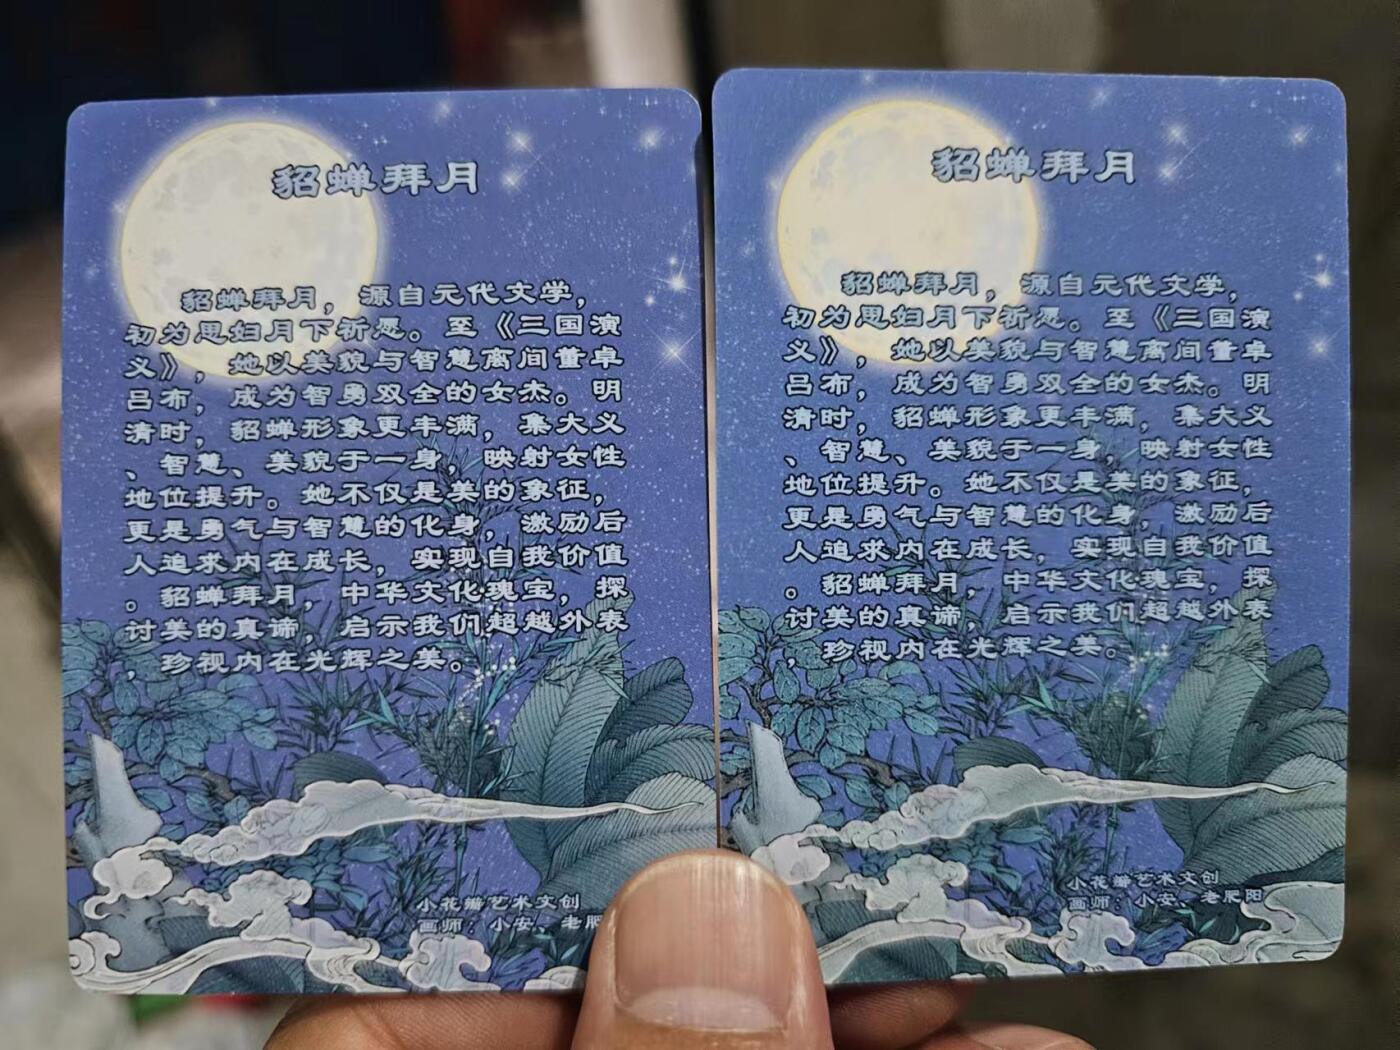 貂蝉拜月
貂蝉拜月，源自元代文学，
初为思妇月下祈愿。至《三国演
义》，她以美貌与智慧离间董卓
吕布，成为智勇双全的女杰。明
清时，貂蝉形象更丰满，集大义
、智慧、美貌于一身，映射女性
地位提升。她不仅是美的象征，
更是勇气与智慧的化身，激励后
人追求内在成长，实现自我价值
。貂蝉拜月，中华文化瑰宝，探
讨美的真谛，启示我们超越外表
，珍视内在光辉之美。
小花瓣艺术文创
画师：小安、老肥
貂蝉拜月
貂蝉拜月，源自元代文学，
初为思妇月下祈愿。至《三国演
义》，她以美貌与智慧离间董卓
吕布，成为智勇双全的女杰。明
清时，貂蝉形象更丰满，集大义
、智慧、美貌于一身，映射女性
地位提升。她不仅是美的象征，
更是勇气与智慧的化身，激励后
人追求内在成长，实现自我价值
。貂蝉拜月，中华文化瑰宝，探
讨美的真谛，启示我们超越外表
，珍视内在光辉之美。
小花瓣艺术文创
画师：小安、老肥阳